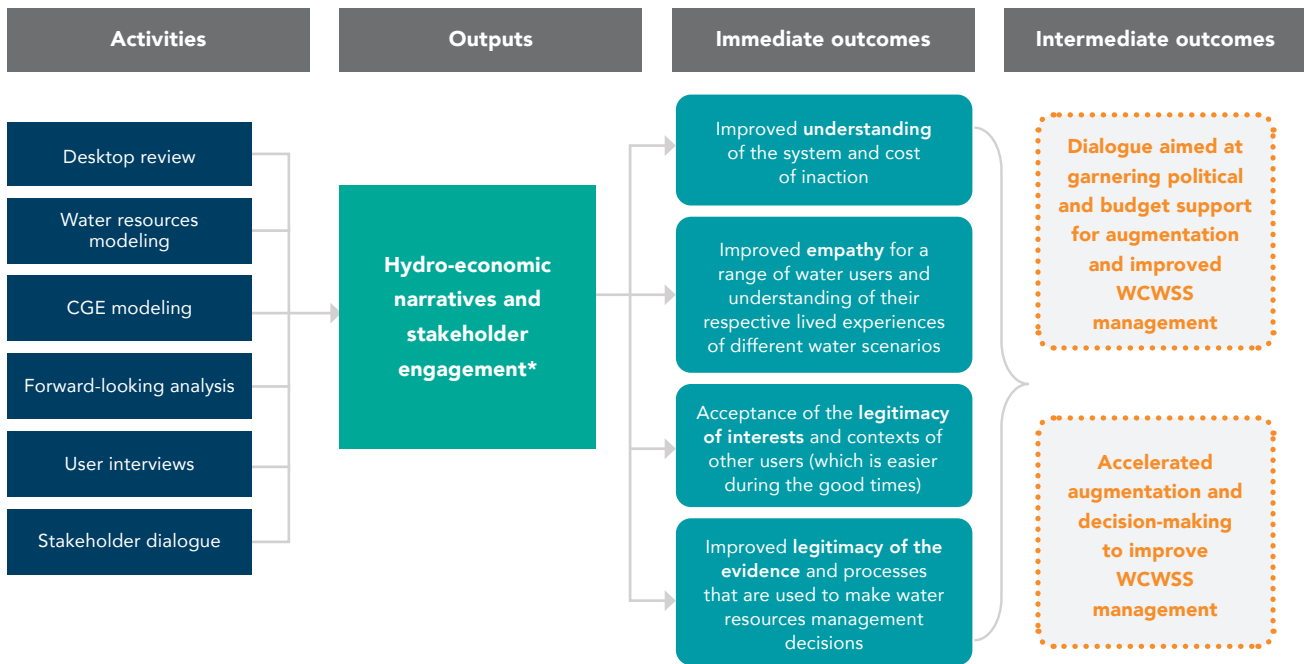 Activities
Outputs
Immediate outcomes
Intermediate outcomes
Desktop review
Water resources
modeling
CGE modeling
Forward-looking analysis
User interviews
Stakeholder dialogue
Hydro-economic
narratives and
stakeholder
engagement*
Improved understanding
of the system and cost
of inaction
Improved empathy for a
range of water users and
understanding of their
respective lived experiences
of different water scenarios
Acceptance of the legitimacy
of interests and contexts of
other users (which is easier
during the good times)
Improved legitimacy of the
evidence and processes
that are used to make water
resources management
decisions
Dialogue aimed at
garnering political
and budget support
for augmentation
and improved
WCWSS
management
Accelerated
augmentation and
decision-making
to improve
WCWSS
management